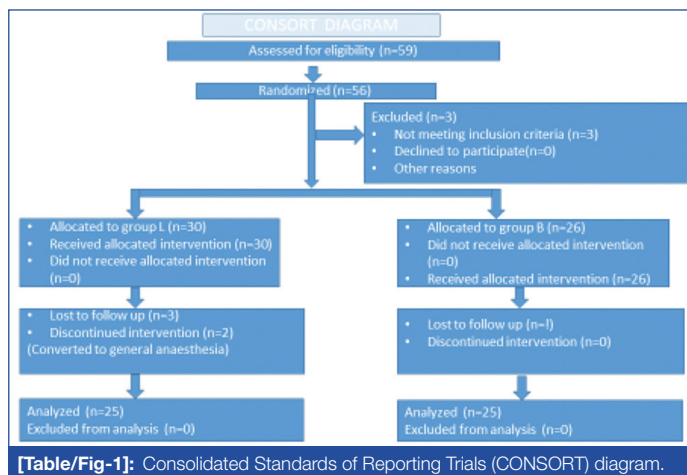 CONSORT DIAGRAM
Assessed for eligibility (n=59)
Randomized (n=56)
Excluded (n=3)
• Not meeting inclusion criteria (n=3)
• Declined to participate(n=0)
• Other reasons
• Allocated to group L (n=30)
• Received allocated intervention (n=30)
• Did not receive allocated intervention
(n=0)
• Allocated to group B (n=26)
• Did not receive allocated intervention
(n=0)
• Received allocated intervention (n=26)
• Lost to follow up (n=3)
• Discontinued intervention (n=2)
(Converted to general anaesthesia)
• Lost to follow up (n=!)
• Discontinued intervention (n=0)
Analyzed (n=25)
Excluded from analysis (n=0)
Analyzed (n=25)
Excluded from analysis (n=0)
[Table/Fig-1]: Consolidated Standards of Reporting Trials (CONSORT) diagram.